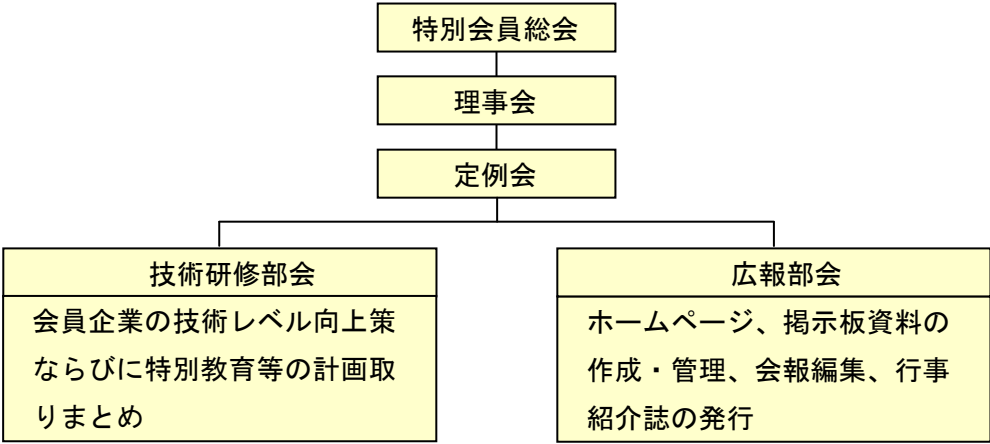 特別会員総会
理事会
定例会
技術研修部会
会員企業の技術レベル向上策
ならびに特別教育等の計画取
りまとめ
広報部会
ホームページ、掲示板資料の
作成・管理、会報編集、行事
紹介誌の発行